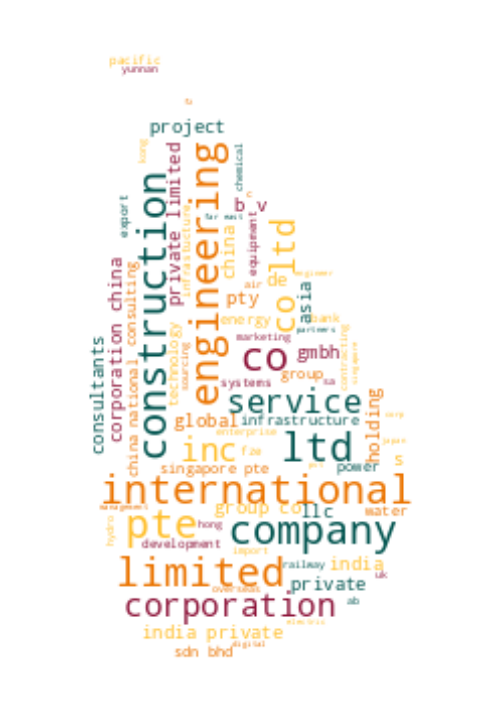 pacific
yunnan
project
chemical
kong
private limited
engineering
construction
export
b v
far east
equipment
infrastructure
china
co ltd
corporation china
china national consulting
de
air
asia
pty
engineer
energy
bank
partners
technology
consultants
marketing
contracting
singapore
sourcing
co
gmbh
group
systems
sa
service
holding
global
infrastructure
corp
enterprise
ltd
japan
inc
fze
singapore pte
power
s
international
management
group co
llc
water
pte
hong
company
hydro
development
import
railway
india
limited
uk
overseas
private
corporation
ab
electric
india private
digital
sdn bhd